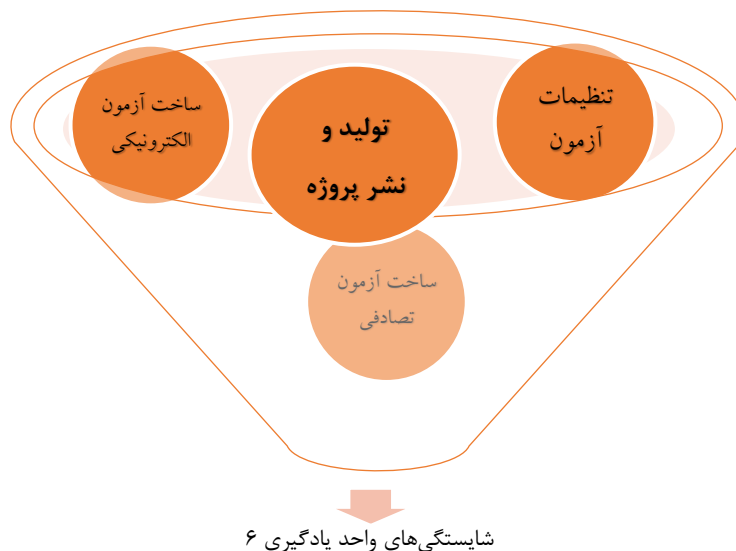 تنظیمات
آزمون
تولید و
نشر پروژه
ساخت آزمون
الکترونیکی
ساخت آزمون
تصادفی
شایستگی‌های واحد یادگیری ۶